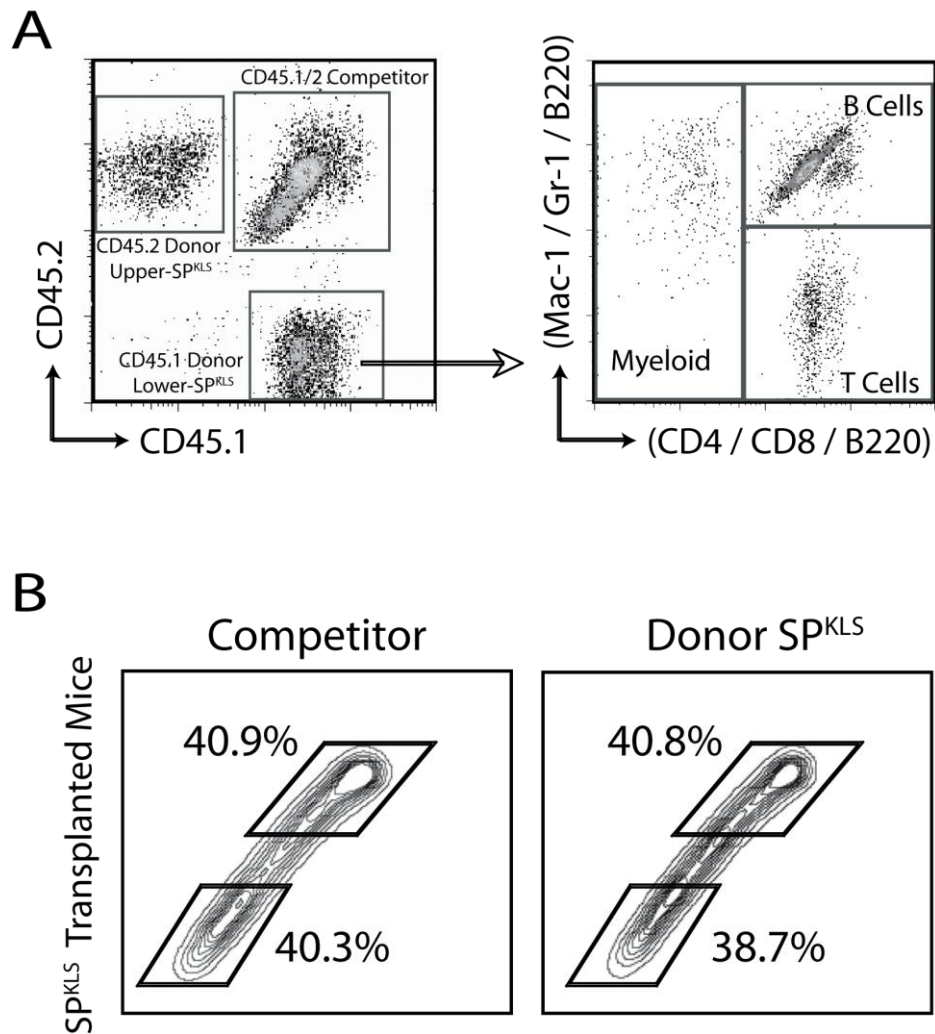 A
CD45.1/2 Competitor
CD45.2 Donor
Upper-SPᴷᴸˢ
CD45.1 Donor
Lower-SPᴷᴸˢ
CD45.2
CD45.1
B Cells
Myeloid
T Cells
(Mac-1 / Gr-1 / B220)
(CD4 / CD8 / B220)
B
Competitor
Donor SPᴷᴸˢ
SPᴷᴸˢ Transplanted Mice
40.9%
40.3%
40.8%
38.7%